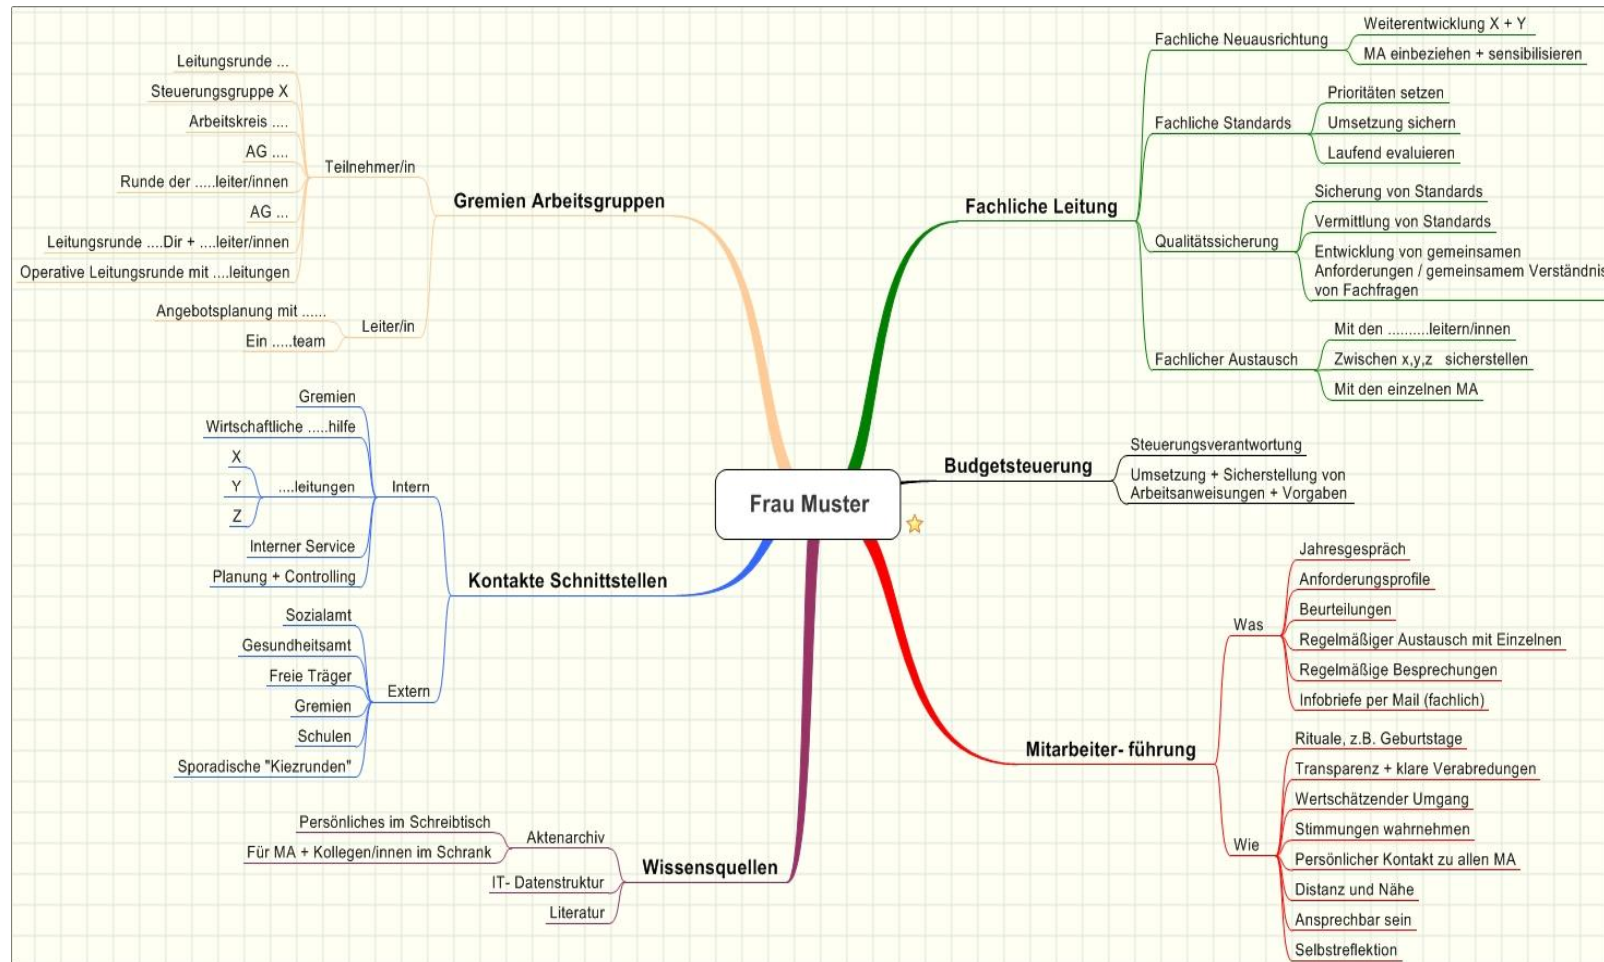 Frau Muster
Fachliche Leitung
Fachliche Neuausrichtung
Weiterentwicklung X + Y
MA einbeziehen + sensibilisieren
Fachliche Standards
Prioritäten setzen
Umsetzung sichern
Laufend evaluieren
Qualitätssicherung
Sicherung von Standards
Vermittlung von Standards
Entwicklung von gemeinsamen
Anforderungen / gemeinsamem Verständnis
von Fachfragen
Fachlicher Austausch
Mit den ..........leitern/innen
Zwischen x,y,z sicherstellen
Mit den einzelnen MA
Budgetsteuerung
Steuerungsverantwortung
Umsetzung + Sicherstellung von
Arbeitsanweisungen + Vorgaben
Mitarbeiter- führung
Was
Jahresgespräch
Anforderungsprofile
Beurteilungen
Regelmäßiger Austausch mit Einzelnen
Regelmäßige Besprechungen
Infobriefe per Mail (fachlich)
Wie
Rituale, z.B. Geburtstage
Transparenz + klare Verabredungen
Wertschätzender Umgang
Stimmungen wahrnehmen
Persönlicher Kontakt zu allen MA
Distanz und Nähe
Ansprechbar sein
Selbstreflektion
Gremien Arbeitsgruppen
Teilnehmer/in
Leitungsrunde ...
Steuerungsgruppe X
Arbeitskreis ....
AG ....
Runde der .....leiter/innen
AG ...
Leitungsrunde ....Dir + ....leiter/innen
Operative Leitungsrunde mit ....leitungen
Leiter/in
Angebotsplanung mit ......
Ein .....team
Kontakte Schnittstellen
Intern
Gremien
Wirtschaftliche .....hilfe
....leitungen
X
Y
Z
Interner Service
Planung + Controlling
Extern
Sozialamt
Gesundheitsamt
Freie Träger
Gremien
Schulen
Sporadische "Kiezrunden"
Wissensquellen
Aktenarchiv
Persönliches im Schreibtisch
Für MA + Kollegen/innen im Schrank
IT- Datenstruktur
Literatur